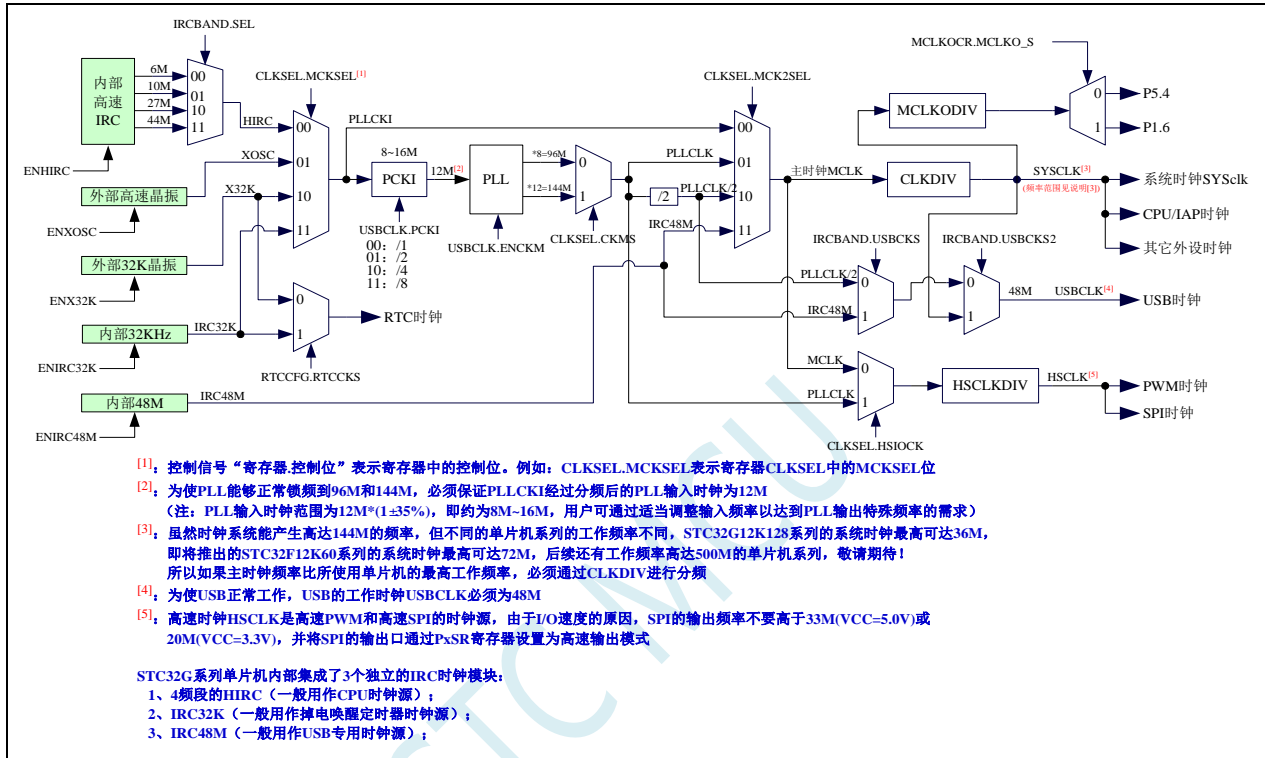 IRCBAND.SEL
MCLKOCR.MCLKO_S
内部
高速
IRC
6M
10M
27M
44M
00
01
10
11
HIRC
ENHIRC
CLKSEL.MCKSEL[1]
00
01
10
11
XOSC
外部高速晶振
ENXOSC
X32K
外部32K晶振
ENX32K
IRC32K
内部32KHz
ENIRC32K
IRC48M
内部48M
ENIRC48M
0
1
RTC时钟
RTCCFG.RTCCKS
PLLCKI
8~16M
PCKI
12M[2]
USBCLK.PCKI
00: /1
01: /2
10: /4
11: /8
PLL
*8=96M
*12=144M
0
1
USBCLK.ENCKM
CLKSEL.CKMS
CLKSEL.MCK2SEL
PLLCLK
/2
PLLCLK/2
IRC48M
00
01
10
11
主时钟MCLK
CLKDIV
MCLKODIV
0
1
P5.4
P1.6
SYSCLK[3]
(频率范围见说明[3])
系统时钟SYSclk
CPU/IAP时钟
其它外设时钟
IRCBAND.USBCKS
IRCBAND.USBCKS2
PLLCLK/2
IRC48M
0
1
0
1
48M
USBCLK[4]
USB时钟
MCLK
PLLCLK
0
1
CLKSEL.HSIOCK
HSCLKDIV
HSCLK[5]
PWM时钟
SPI时钟
[1]: 控制信号“寄存器.控制位”表示寄存器中的控制位。例如：CLKSEL.MCKSEL表示寄存器CLKSEL中的MCKSEL位
[2]: 为使PLL能够正常锁频到96M和144M，必须保证PLLCKI经过分频后的PLL输入时钟为12M
（注：PLL输入时钟范围为12M*(1±35%)，即约为8M~16M，用户可通过适当调整输入频率以达到PLL输出特殊频率的需求）
[3]: 虽然时钟系统能产生高达144M的频率，但不同的单片机系列的工作频率不同，STC32G12K128系列的系统时钟最高可达36M，
即将推出的STC32F12K60系列的系统时钟最高可达72M，后续还有工作频率高达500M的单片机系列，敬请期待！
所以如果主时钟频率比所使用单片机的最高工作频率，必须通过CLKDIV进行分频
[4]: 为使USB正常工作，USB的工作时钟USBCLK必须为48M
[5]: 高速时钟HSCLK是高速PWM和高速SPI的时钟源，由于I/O速度的原因，SPI的输出频率不要高于33M(VCC=5.0V)或
20M(VCC=3.3V)，并将SPI的输出口通过PxSR寄存器设置为高速输出模式
STC32G系列单片机内部集成了3个独立的IRC时钟模块：
1、4频段的HIRC（一般用作CPU时钟源）；
2、IRC32K（一般用作掉电唤醒定时器时钟源）；
3、IRC48M（一般用作USB专用时钟源）；
STC MCU